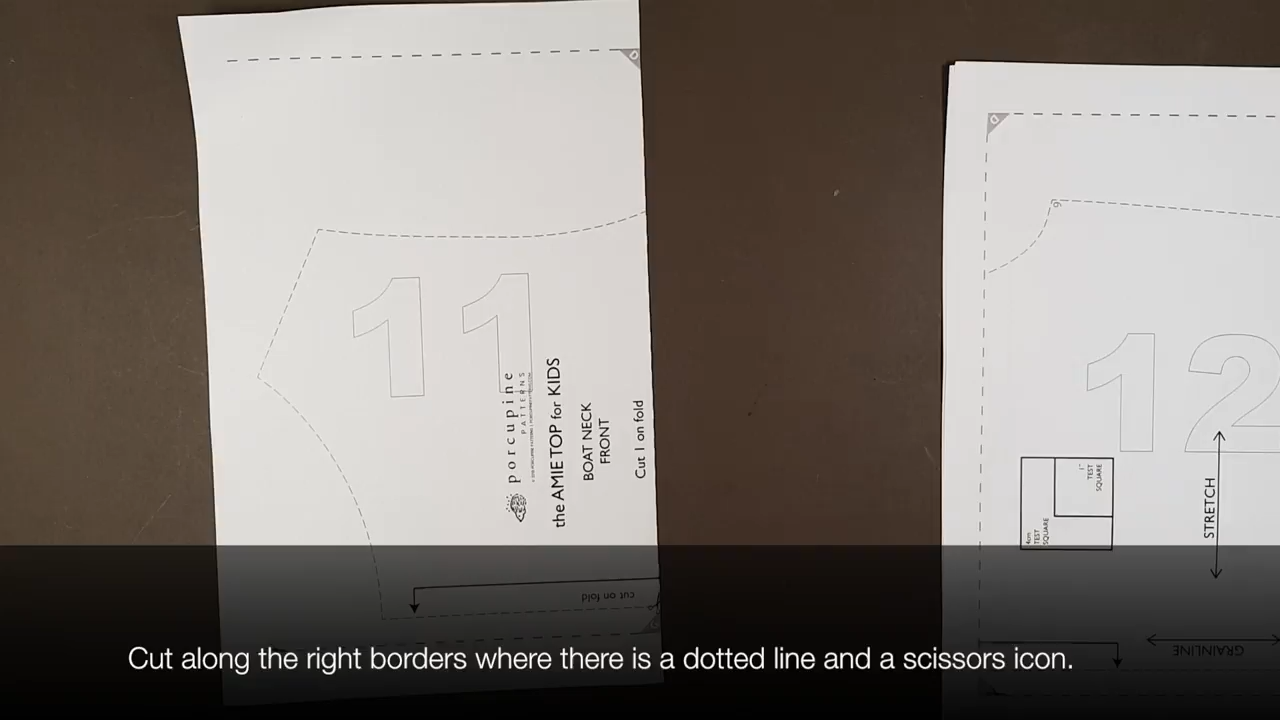 D
D
6
11
12
porcupine
PATTERNS
the AMIE TOP for KIDS
BOAT NECK
FRONT
Cut 1 on fold
1"
TEST
SQUARE
4cm
TEST
SQUARE
STRETCH
cut on fold
GRAINLINE
Cut along the right borders where there is a dotted line and a scissors icon.